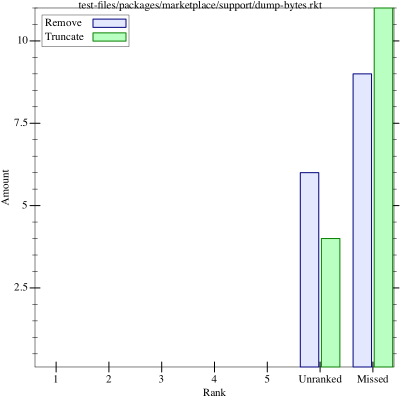 test-files/packages/marketplace/support/dump-bytes.rkt
Remove
Truncate
10
7.5
5
2.5
Amount
1 2 3 4 5 Unranked Missed
Rank